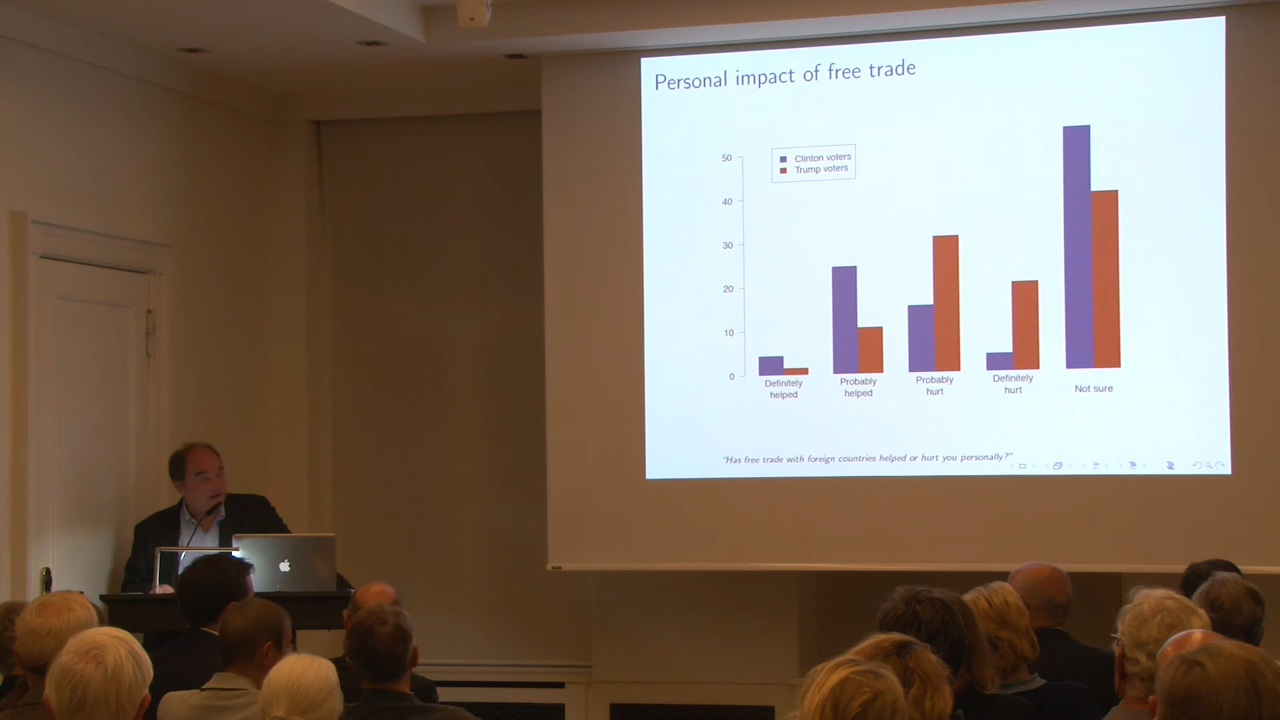 Personal impact of free trade
50
40
30
20
10
0
Clinton voters
Trump voters
Definitely
helped
Probably
helped
Probably
hurt
Definitely
hurt
Not sure
"Has free trade with foreign countries helped or hurt you personally?"